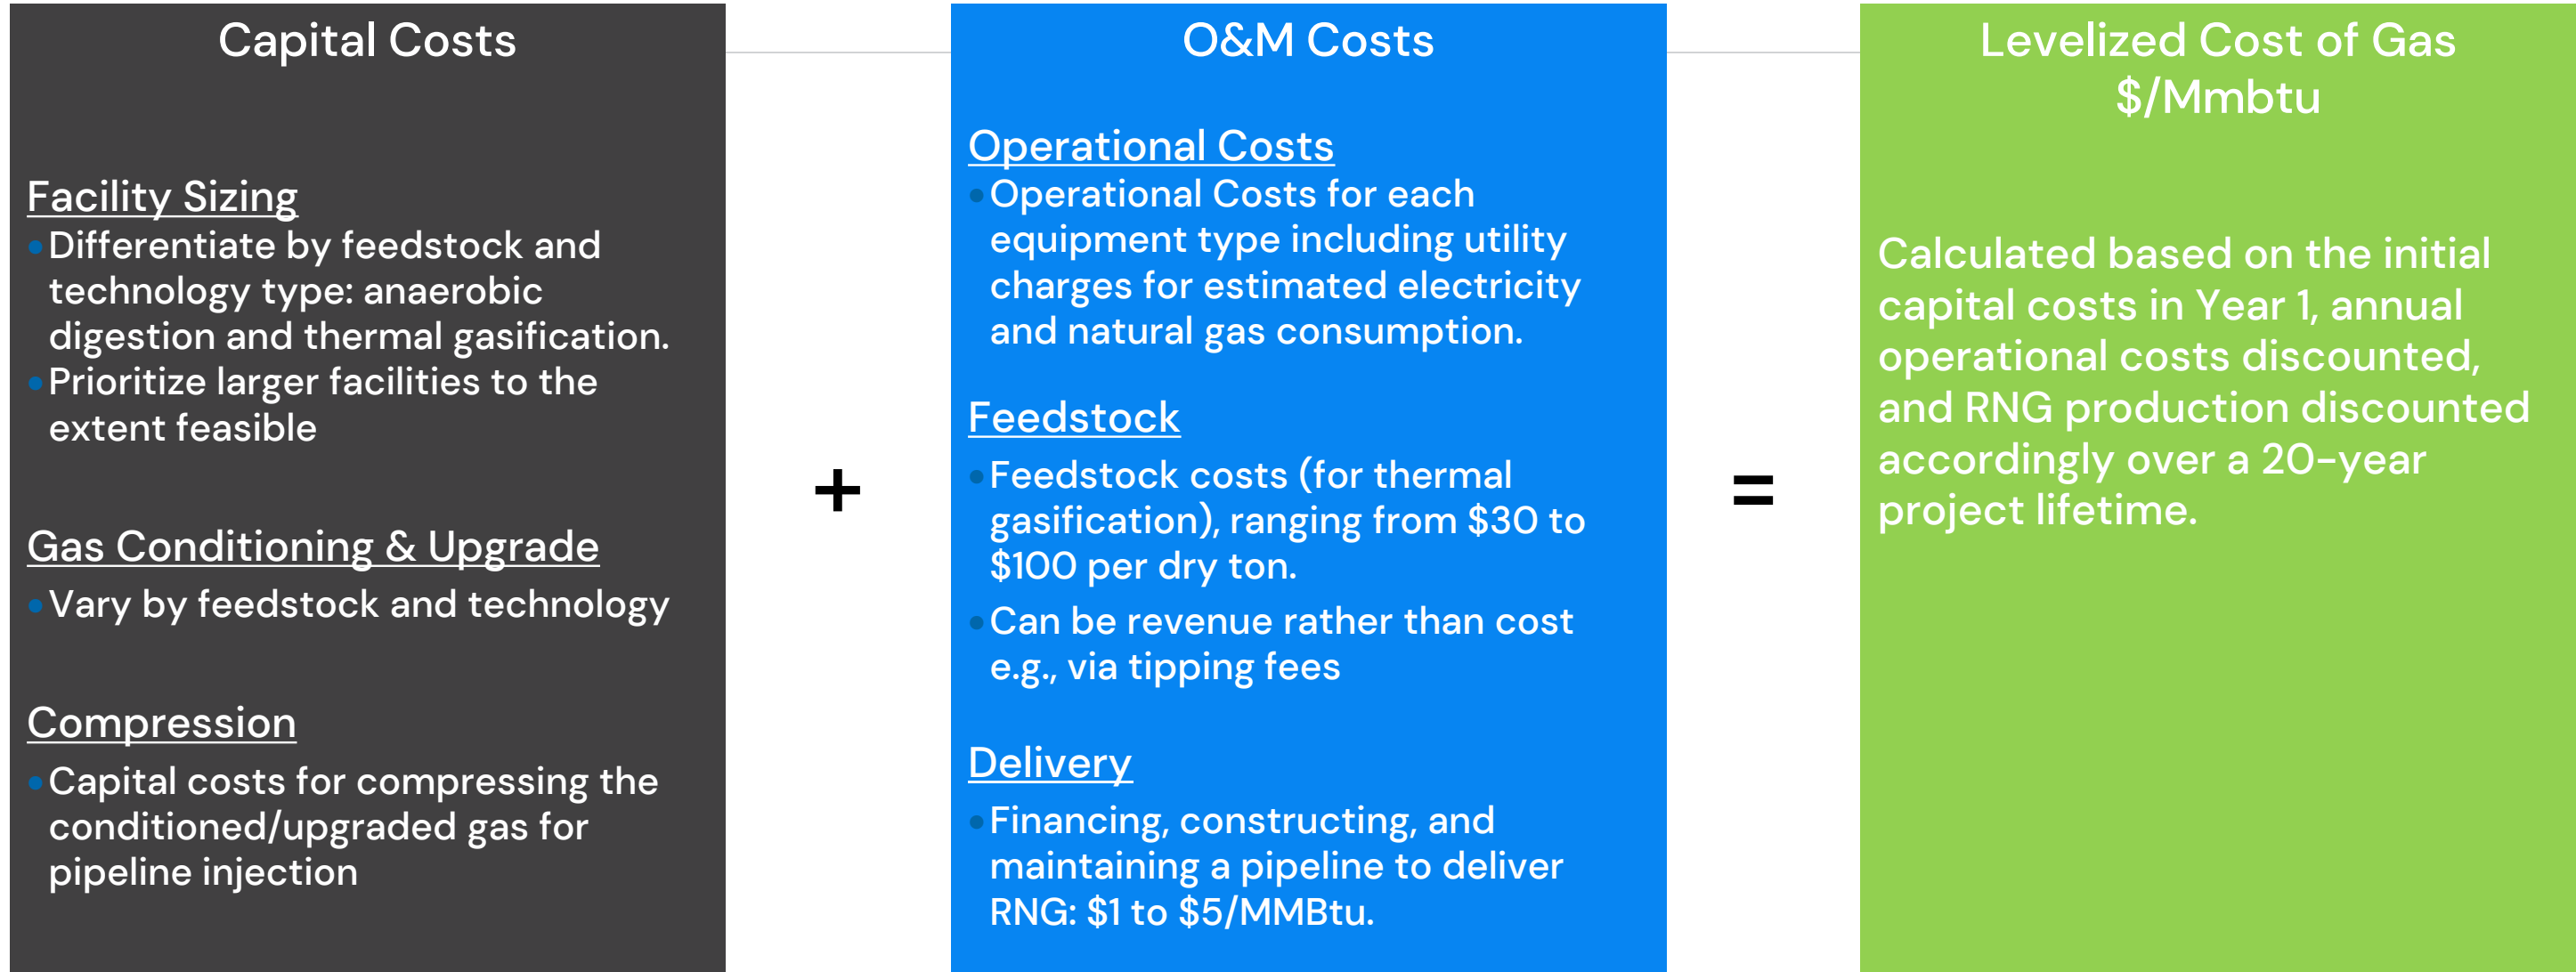 Capital Costs
Facility Sizing
•Differentiate by feedstock and
technology type: anaerobic
digestion and thermal gasification.
•Prioritize larger facilities to the
extent feasible
Gas Conditioning & Upgrade
•Vary by feedstock and technology
Compression
•Capital costs for compressing the
conditioned/upgraded gas for
pipeline injection
+
O&M Costs
Operational Costs
•Operational Costs for each
equipment type including utility
charges for estimated electricity
and natural gas consumption.
Feedstock
•Feedstock costs (for thermal
gasification), ranging from $30 to
$100 per dry ton.
•Can be revenue rather than cost
e.g., via tipping fees
Delivery
•Financing, constructing, and
maintaining a pipeline to deliver
RNG: $1 to $5/MMBtu.
=
Levelized Cost of Gas
$/Mmbtu
Calculated based on the initial
capital costs in Year 1, annual
operational costs discounted,
and RNG production discounted
accordingly over a 20-year
project lifetime.